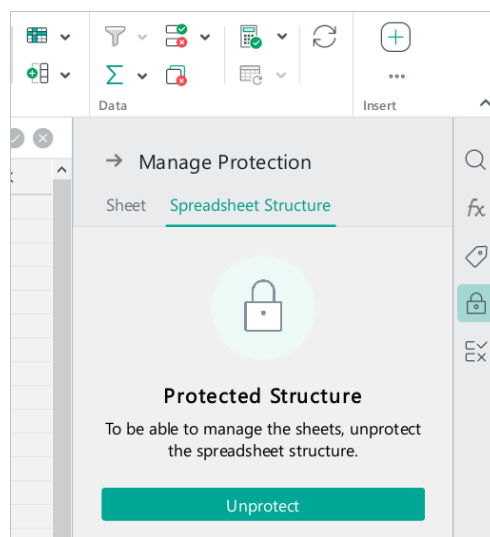 Data
Insert
Manage Protection
Sheet
Spreadsheet Structure
fx
Protected Structure
To be able to manage the sheets, unprotect
the spreadsheet structure.
Unprotect